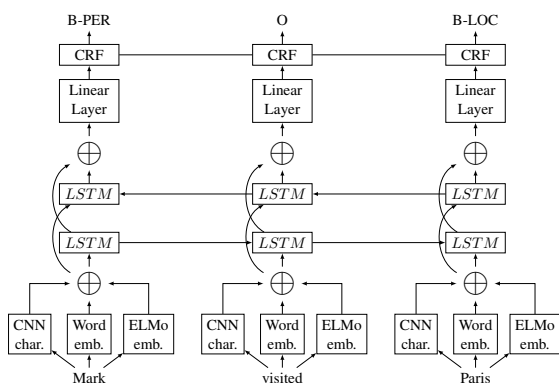 B-PER O B-LOC
CRF CRF CRF
Linear Linear Linear
Layer Layer Layer
LSTM LSTM LSTM
LSTM LSTM LSTM
CNN Word ELMo CNN Word ELMo CNN Word ELMo
char. emb. emb. char. emb. emb. char. emb. emb.
Mark visited Paris